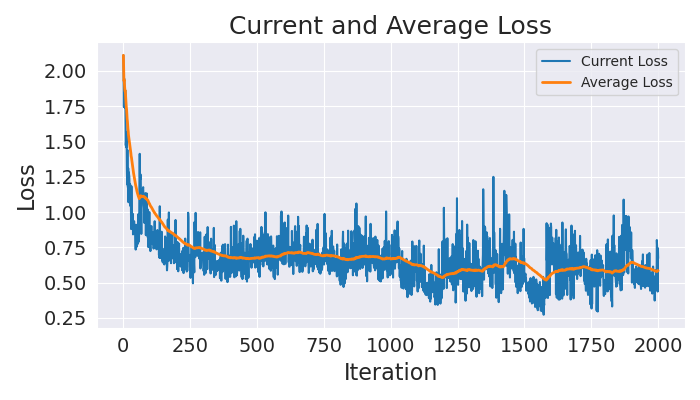 Current and Average Loss
Current Loss
Average Loss
Loss
2.00
1.75
1.50
1.25
1.00
0.75
0.50
0.25
0 250 500 750 1000 1250 1500 1750 2000
Iteration